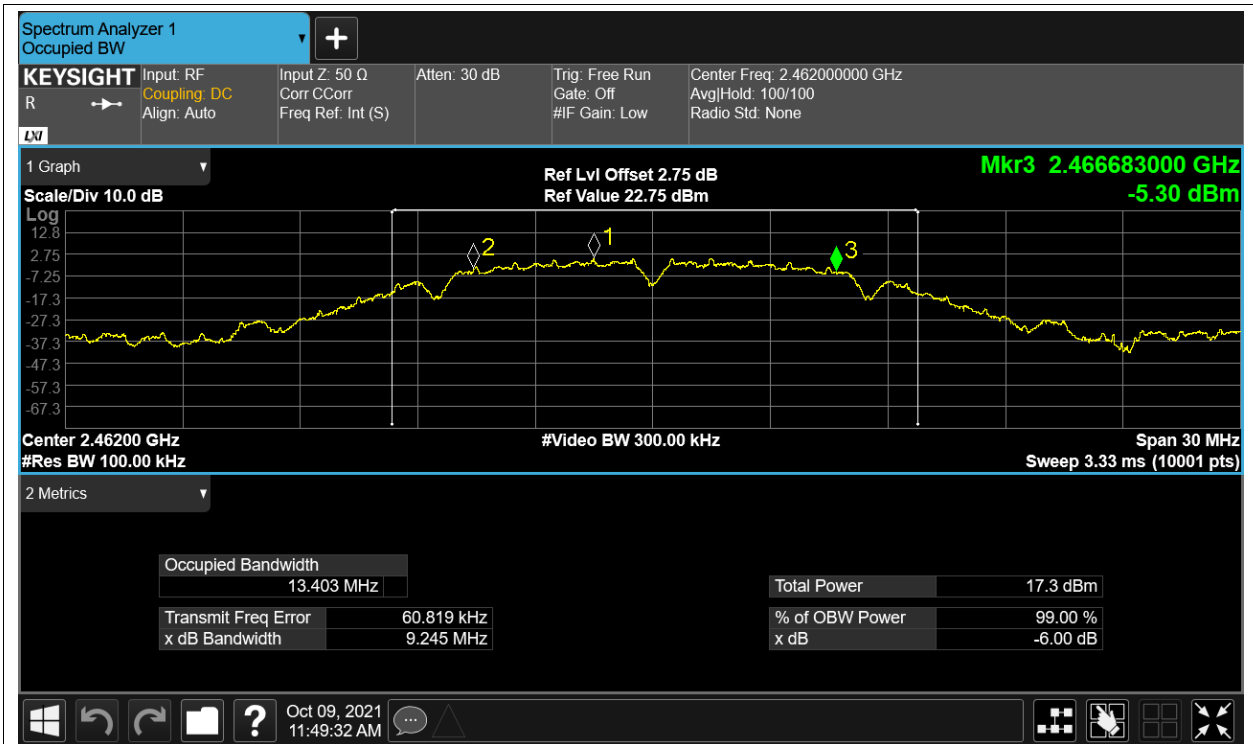 Spectrum Analyzer 1
Occupied BW
+
KEYSIGHT
R
LXI
Input: RF
Coupling: DC
Align: Auto
Input Z: 50 Ω
Corr CCorr
Freq Ref: Int (S)
Atten: 30 dB
Trig: Free Run
Gate: Off
#IF Gain: Low
Center Freq: 2.462000000 GHz
Avg|Hold: 100/100
Radio Std: None
1 Graph
Scale/Div 10.0 dB
Ref Lvl Offset 2.75 dB
Ref Value 22.75 dBm
Mkr3 2.466683000 GHz
-5.30 dBm
Log
12.8
2.75
-7.25
-17.3
-27.3
-37.3
-47.3
-57.3
-67.3
2
1
3
Center 2.46200 GHz
#Res BW 100.00 kHz
#Video BW 300.00 kHz
Span 30 MHz
Sweep 3.33 ms (10001 pts)
2 Metrics
Occupied Bandwidth
13.403 MHz
Transmit Freq Error 60.819 kHz
x dB Bandwidth 9.245 MHz
Total Power 17.3 dBm
% of OBW Power 99.00 %
x dB -6.00 dB
?
Oct 09, 2021
11:49:32 AM